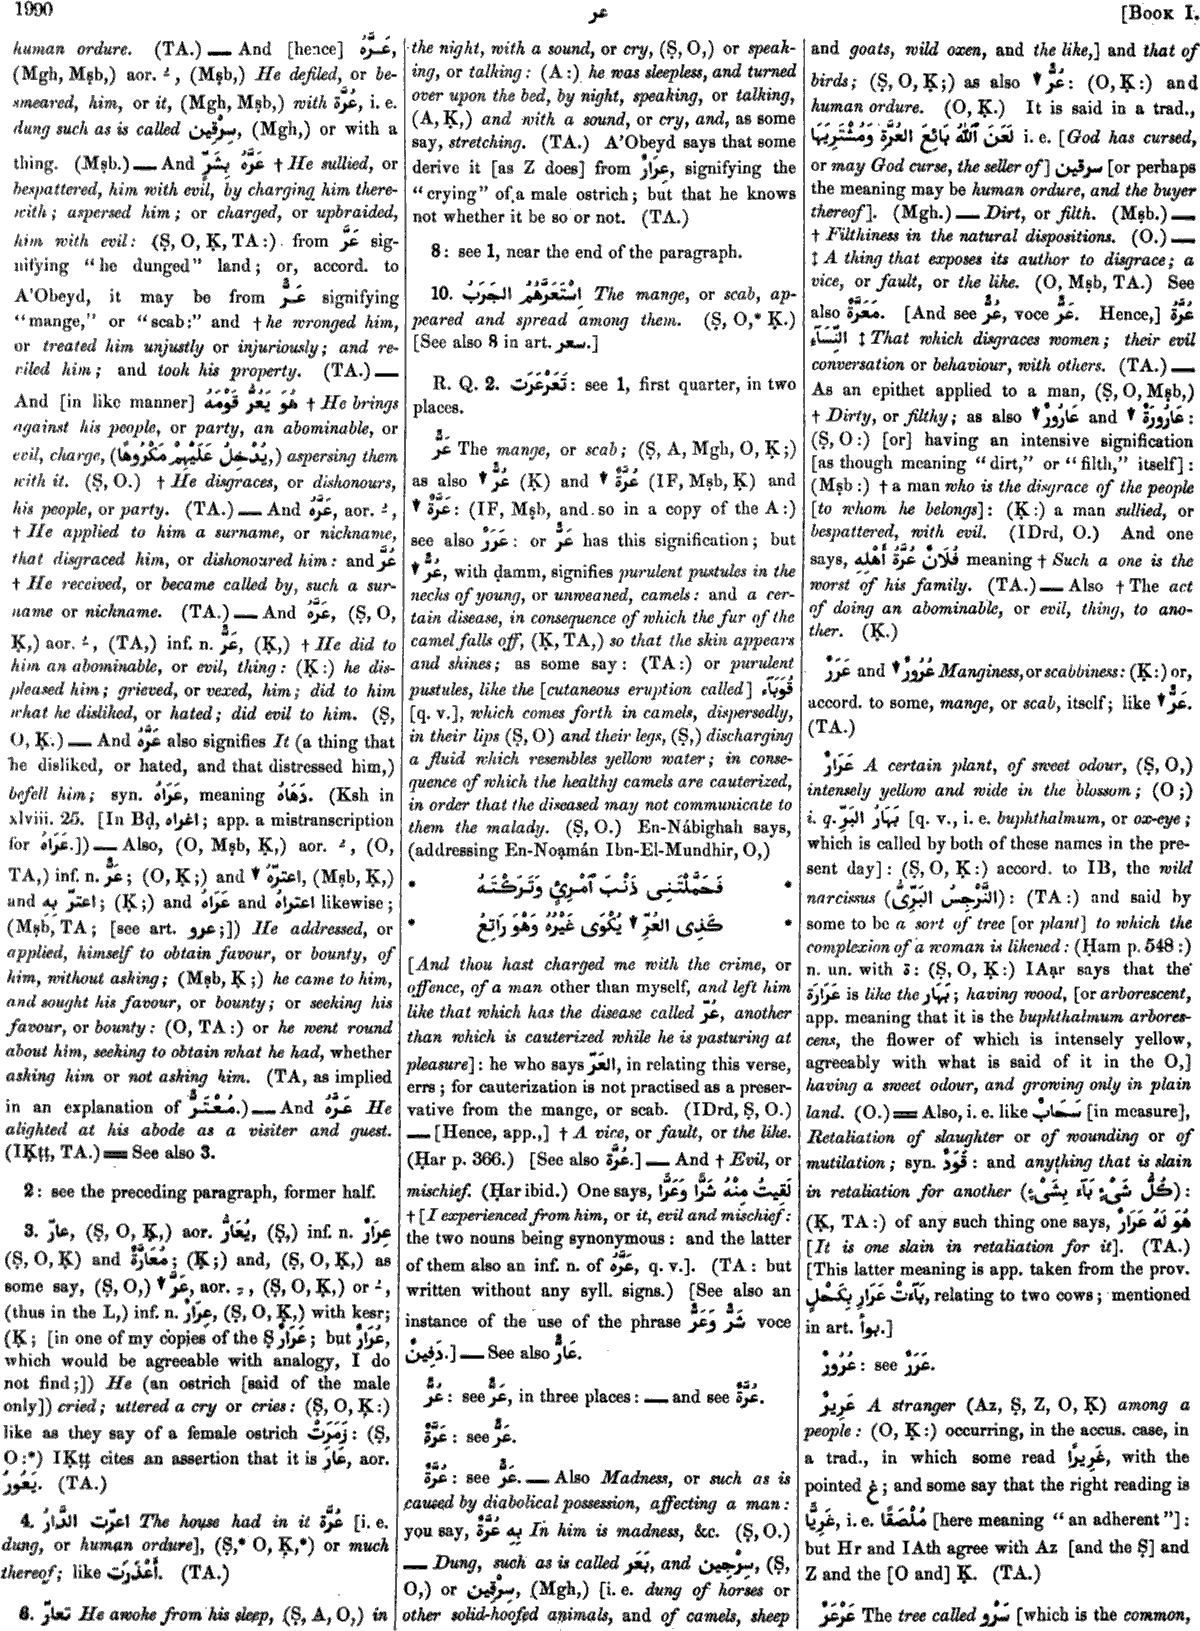 1990
عر
[Book I.
human ordure. (TA.) — And [hence] عَرَّهُ,
(Mgh, Mṣb,) aor. ـُ, (Mṣb,) He defiled, or be-
smeared, him, or it, (Mgh, Mṣb,) with عُرَّة, i. e.
dung such as is called سِرْقِين, (Mgh,) or with a
thing. (Mṣb.) — And عَرَّهُ بِشَرٍّ † He sullied, or
bespattered, him with evil, by charging him there-
with; aspersed him; or charged, or upbraided,
him with evil: (Ṣ, O, Ḳ, TA:) from عَرَّ sig-
nifying “he dunged” land; or, accord. to
A’Obeyd, it may be from عَرٌّ signifying
“mange,” or “scab:” and † he wronged him,
or treated him unjustly or injuriously; and re-
viled him; and took his property. (TA.) —
And [in like manner] هُوَ يَعُرُّ قَوْمَهُ † He brings
against his people, or party, an abominable, or
evil, charge, (يُدْخِلُ عَلَيْهِمْ مَكْرُوهًا,) aspersing them
with it. (Ṣ, O.) † He disgraces, or dishonours,
his people, or party. (TA.) — And عَرَّهُ, aor. ـُ,
† He applied to him a surname, or nickname,
that disgraced him, or dishonoured him: and عُرَّ
† He received, or became called by, such a sur-
name or nickname. (TA.) — And عَرَّهُ, (Ṣ, O,
Ḳ,) aor. ـُ, (TA,) inf. n. عَرٌّ, (Ḳ,) † He did to
him an abominable, or evil, thing: (Ḳ:) he dis-
pleased him; grieved, or vexed, him; did to him
what he disliked, or hated; did evil to him. (Ṣ,
O, Ḳ.) — And عَرَّهُ also signifies It (a thing that
he disliked, or hated, and that distressed him,)
befell him; syn. عَرَاهُ, meaning دَهَاهُ. (Ksh in
xlviii. 25. [In Bḍ, اغراه; app. a mistranscription
for عَرَاهُ.]) — Also, (O, Mṣb, Ḳ,) aor. ـُ, (O,
TA,) inf. n. عَرٌّ; (O, Ḳ;) and ▼ اعترّهُ, (Mṣb, Ḳ,)
and اعترّ بِهِ; (Ḳ;) and عَرَاهُ and اعتراهُ likewise;
(Mṣb, TA; [see art. عرو;]) He addressed, or
applied, himself to obtain favour, or bounty, of
him, without asking; (Mṣb, Ḳ;) he came to him,
and sought his favour, or bounty; or seeking his
favour, or bounty: (O, TA:) or he went round
about him, seeking to obtain what he had, whether
asking him or not asking him. (TA, as implied
in an explanation of مُعْتَرٌّ.) — And عَرَّهُ He
alighted at his abode as a visiter and guest.
(IḲṭṭ, TA.) = See also 3.
2: see the preceding paragraph, former half.
3. عارّ, (Ṣ, O, Ḳ,) aor. يُعَارُّ, (Ṣ,) inf. n. عِرَارٌ
(Ṣ, O, Ḳ) and مُعَارَّةٌ; (Ḳ;) and, (Ṣ, O, Ḳ,) as
some say, (Ṣ, O,) ▼ عَرَّ, aor. ـِ, (Ṣ, O, Ḳ,) or ـُ,
(thus in the L,) inf. n. عِرَارٌ, (Ṣ, O, Ḳ,) with kesr;
(Ḳ; [in one of my copies of the Ṣ عَرَارٌ; but عُرَارٌ,
which would be agreeable with analogy, I do
not find;]) He (an ostrich [said of the male
only]) cried; uttered a cry or cries: (Ṣ, O, Ḳ:)
like as they say of a female ostrich زَمَرَتْ: (Ṣ,
O:*) IḲṭṭ cites an assertion that it is عَارَ, aor.
يَعُورُ. (TA.)
4. اعرّت الدَّارُ The house had in it عُرَّة [i. e.
dung, or human ordure], (Ṣ,* O, Ḳ,*) or much
thereof; like أَعْذَرَتْ. (TA.)
6. تعارّ He awoke from his sleep, (Ṣ, A, O,) in
the night, with a sound, or cry, (Ṣ, O,) or speak-
ing, or talking: (A:) he was sleepless, and turned
over upon the bed, by night, speaking, or talking,
(A, Ḳ,) and with a sound, or cry, and, as some
say, stretching. (TA.) A’Obeyd says that some
derive it [as Z does] from عِرَارٌ, signifying the
“crying” of a male ostrich; but that he knows
not whether it be so or not. (TA.)
8: see 1, near the end of the paragraph.
10. اِسْتَعَرَّهُمُ الجَرَبُ The mange, or scab, ap-
peared and spread among them. (Ṣ, O,* Ḳ.)
[See also 8 in art. سعر.]
R. Q. 2. تَعَرْعَرَت: see 1, first quarter, in two
places.
عَرٌّ The mange, or scab; (Ṣ, A, Mgh, O, Ḳ;)
as also ▼ عُرٌّ (Ḳ) and ▼ عُرَّةٌ (IF, Mṣb, Ḳ) and
▼ عَرَّةٌ: (IF, Mṣb, and so in a copy of the A:)
see also عَرَرٌ: or عَرٌّ has this signification; but
▼ عُرٌّ, with ḍamm, signifies purulent pustules in the
necks of young, or unweaned, camels: and a cer-
tain disease, in consequence of which the fur of the
camel falls off, (Ḳ, TA,) so that the skin appears
and shines; as some say: (TA:) or purulent
pustules, like the [cutaneous eruption called] قُوَبَآء
[q. v.], which comes forth in camels, dispersedly,
in their lips (Ṣ, O) and their legs, (Ṣ,) discharging
a fluid which resembles yellow water; in conse-
quence of which the healthy camels are cauterized,
in order that the diseased may not communicate to
them the malady. (Ṣ, O.) En-Nábighah says,
(addressing En-Noạmán Ibn-El-Mundhir, O,)
* فَحَمَّلْتَنِى ذَنْبَ ٱمْرِئٍ وَتَرَكْتَهُ *
* كَذِى العُرِّ ▼ يُكْوَى غَيْرُهُ وَهْوَ رَاتِعُ *
[And thou hast charged me with the crime, or
offence, of a man other than myself, and left him
like that which has the disease called عُرّ, another
than which is cauterized while he is pasturing at
pleasure]: he who says العَرّ, in relating this verse,
errs; for cauterization is not practised as a preser-
vative from the mange, or scab. (IDrd, Ṣ, O.)
— [Hence, app.,] † A vice, or fault, or the like.
(Ḥar p. 366.) [See also عُرَّة.] — And † Evil, or
mischief. (Ḥar ibid.) One says, لَقِيتُ مِنْهُ شَرًّا وَعَرًّا
† [I experienced from him, or it, evil and mischief:
the two nouns being synonymous: and the latter
of them also an inf. n. of عَرَّهُ, q. v.]. (TA: but
written without any syll. signs.) [See also an
instance of the use of the phrase شَرٌّ وَعَرٌّ voce
دَفِينٌ.] — See also عَارٌّ.
عُرٌّ: see عَرٌّ, in three places: — and see عُرَّةٌ.
عَرَّةٌ: see عَرٌّ.
عُرَّةٌ: see عَرٌّ. — Also Madness, or such as is
caused by diabolical possession, affecting a man:
you say, بِهِ عُرَّةٌ In him is madness, &c. (Ṣ, O.)
— Dung, such as is called بَعَر, and سِرْجِين, (Ṣ,
O,) or سِرْقِين, (Mgh,) [i. e. dung of horses or
other solid-hoofed animals, and of camels, sheep
and goats, wild oxen, and the like,] and that of
birds; (Ṣ, O, Ḳ;) as also ▼ عُرٌّ: (O, Ḳ:) and
human ordure. (O, Ḳ.) It is said in a trad.,
لَعَنَ ٱللّٰهُ بَائِعَ العُرَّةِ وَمُشْتَرِيَهَا i. e. [God has cursed,
or may God curse, the seller of] سرقين [or perhaps
the meaning may be human ordure, and the buyer
thereof]. (Mgh.) — Dirt, or filth. (Mṣb.) —
† Filthiness in the natural dispositions. (O.) —
‡ A thing that exposes its author to disgrace; a
vice, or fault, or the like. (O, Mṣb, TA.) See
also مَعَرَّةٌ. [And see عُرٌّ, voce عَرٌّ. Hence,] عُرَّةُ
النِّسَآءِ ‡ That which disgraces women; their evil
conversation or behaviour, with others. (TA.) —
As an epithet applied to a man, (Ṣ, O, Mṣb,)
† Dirty, or filthy; as also ▼ عَارُورٌ and ▼ عَارُورَةٌ:
(Ṣ, O:) [or] having an intensive signification
[as though meaning “dirt,” or “filth,” itself]:
(Mṣb:) † a man who is the disgrace of the people
[to whom he belongs]: (Ḳ:) a man sullied, or
bespattered, with evil. (IDrd, O.) And one
says, فُلَانٌ عُرَّةُ أَهْلِهِ meaning † Such a one is the
worst of his family. (TA.) — Also † The act
of doing an abominable, or evil, thing, to ano-
ther. (Ḳ.)
عَرَرٌ and ▼ عُرُورٌ Manginess, or scabbiness: (Ḳ:) or,
accord. to some, mange, or scab, itself; like ▼ عَرٌّ.
(TA.)
عَرَارٌ A certain plant, of sweet odour, (Ṣ, O,)
intensely yellow and wide in the blossom; (O;)
i. q. بَهَارُ البَرِّ [q. v., i. e. buphthalmum, or ox-eye;
which is called by both of these names in the pre-
sent day]: (Ṣ, O, Ḳ:) accord. to IB, the wild
narcissus (النَّرْجِسُ البَرِّىُّ): (TA:) and said by
some to be a sort of tree [or plant] to which the
complexion of a woman is likened: (Ḥam p. 548:)
n. un. with ة: (Ṣ, O, Ḳ:) IAạr says that the
عَرَارَة is like the بَهَار; having wood, [or arborescent,
app. meaning that it is the buphthalmum arbores-
cens, the flower of which is intensely yellow,
agreeably with what is said of it in the O,]
having a sweet odour, and growing only in plain
land. (O.) = Also, i. e. like سَحَابٌ [in measure],
Retaliation of slaughter or of wounding or of
mutilation; syn. قَوَدٌ: and anything that is slain
in retaliation for another (كُلُّ شَىْءٍ بَآءَ بِشَىْءٍ):
(Ḳ, TA:) of any such thing one says, هُوَ لَهُ عَرَارٌ
[It is one slain in retaliation for it]. (TA.)
[This latter meaning is app. taken from the prov.
بَآءَتْ عَرَارِ بِكَحْلٍ, relating to two cows; mentioned
in art. بوأ.]
عُرُورٌ: see عَرَرٌ.
عَرِيرٌ A stranger (Az, Ṣ, Z, O, Ḳ) among a
people: (O, Ḳ:) occurring, in the accus. case, in
a trad., in which some read غَرِيرًا, with the
pointed غ; and some say that the right reading is
غَرِيًّا, i. e. مُلْصَقًا [here meaning “an adherent”]:
but Hr and IAth agree with Az [and the Ṣ] and
Z and the [O and] Ḳ. (TA.)
عَرْعَرٌ The tree called سَرْو [which is the common,